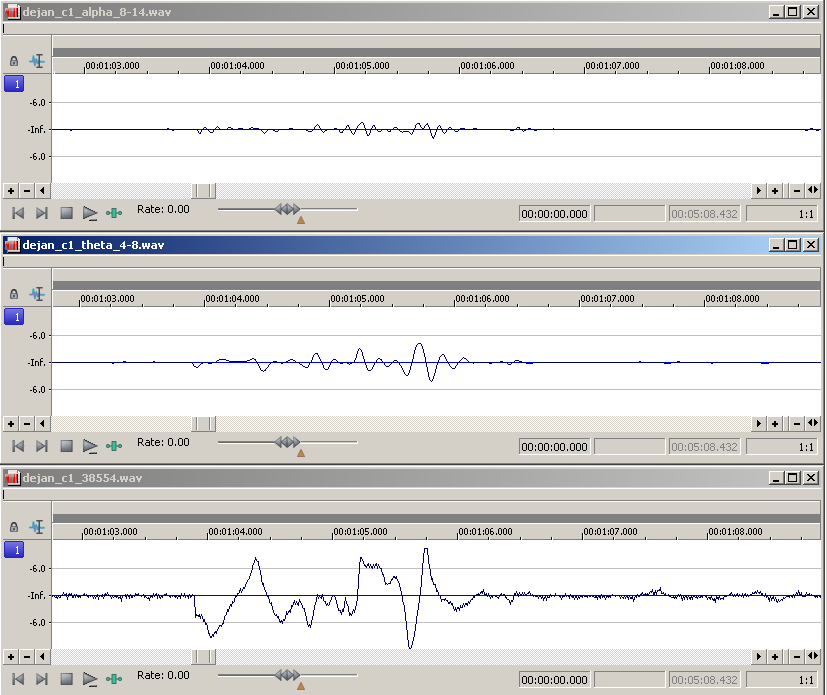 dejan_c1_alpha_8-14.wav
00:01:03.000 00:01:04.000 00:01:05.000 00:01:06.000 00:01:07.000 00:01:08.000
1
-6.0
-Inf.
-6.0
Rate: 0.00 00:00:00.000 00:05:08.432 1:1
dejan_c1_theta_4-8.wav
00:01:03.000 00:01:04.000 00:01:05.000 00:01:06.000 00:01:07.000 00:01:08.000
1
-6.0
-Inf.
-6.0
Rate: 0.00 00:00:00.000 00:05:08.432 1:1
dejan_c1_38554.wav
00:01:03.000 00:01:04.000 00:01:05.000 00:01:06.000 00:01:07.000 00:01:08.000
1
-6.0
-Inf.
-6.0
Rate: 0.00 00:00:00.000 00:05:08.432 1:1